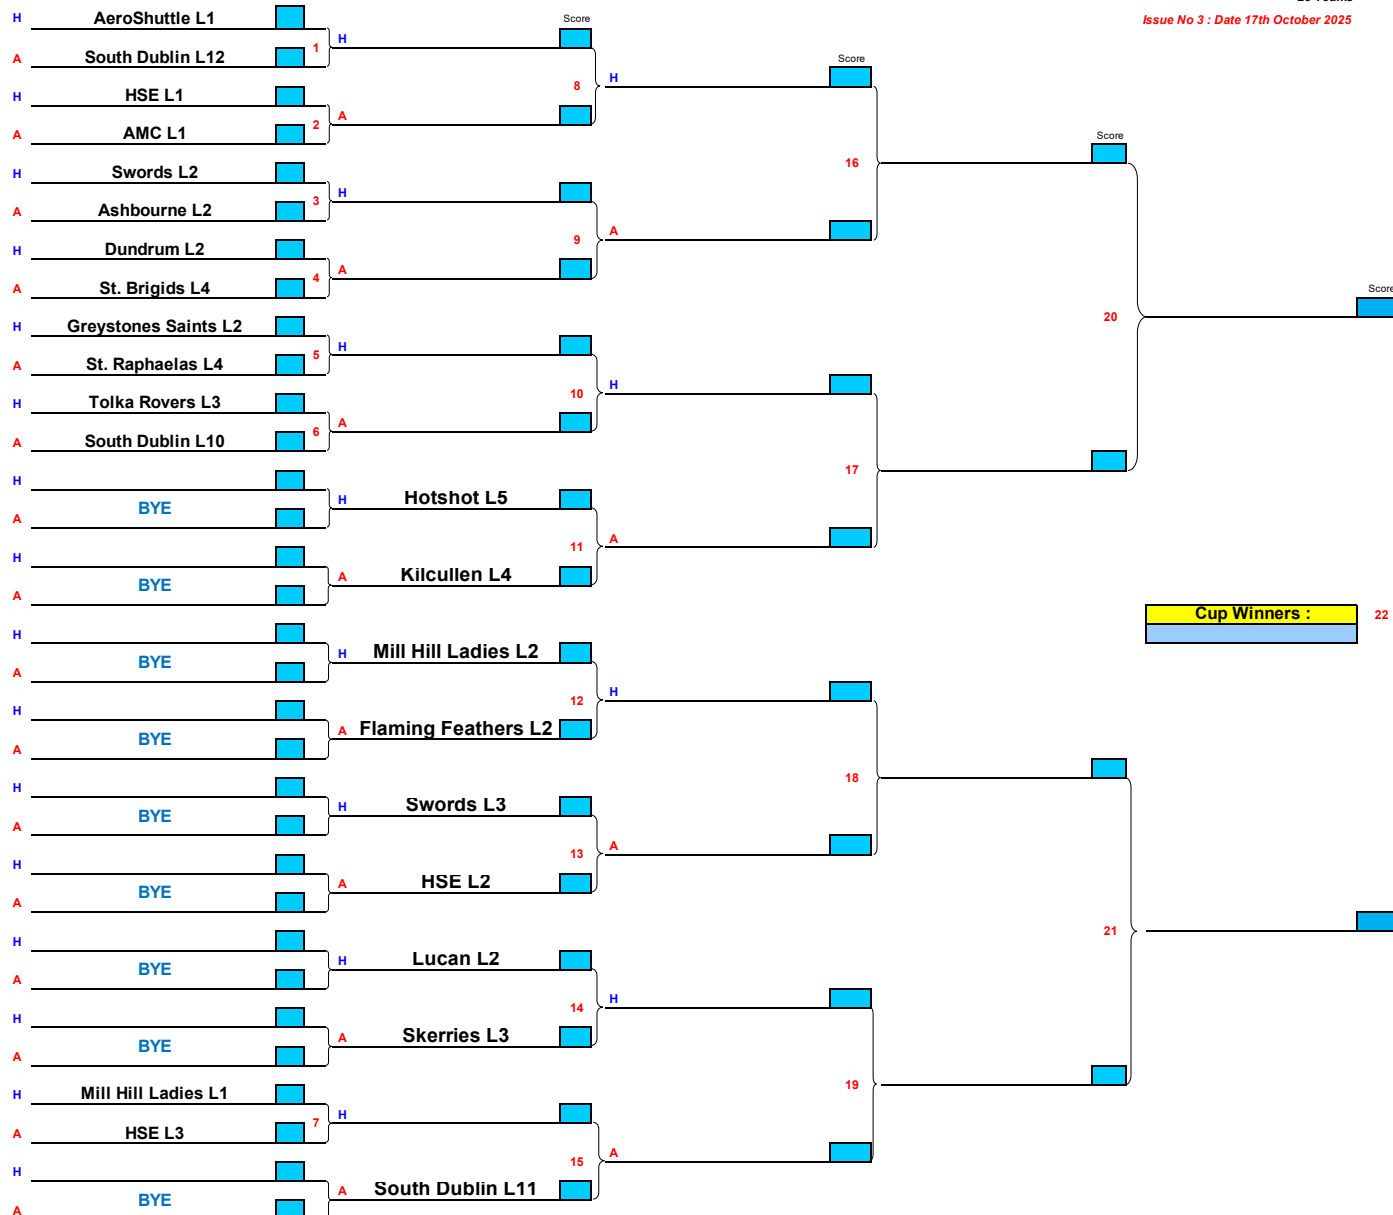 H AeroShuttle L1 Score
Issue No 3 : Date 17th October 2025
1 H
A South Dublin L12
Score
H HSE L1 8 H
2 A
A AMC L1
Score
H Swords L2 16
3 H
A Ashbourne L2
9 A
H Dundrum L2
4 A
A St. Brigids L4
Score
H Greystones Saints L2 20
5 H
A St. Raphaelas L4
10 H
H Tolka Rovers L3
6 A
A South Dublin L10
17
H
BYE H Hotshot L5
A
11 A
H
BYE A Kilcullen L4
A
Cup Winners : 22
H
BYE H Mill Hill Ladies L2
A
12 H
H
BYE A Flaming Feathers L2
A
18
H
BYE H Swords L3
A
13 A
H
BYE A HSE L2
A
21
H
BYE H Lucan L2
A
14 H
H
BYE A Skerries L3
A
19
H Mill Hill Ladies L1
7 H
A HSE L3
15 A
H
BYE A South Dublin L11
A